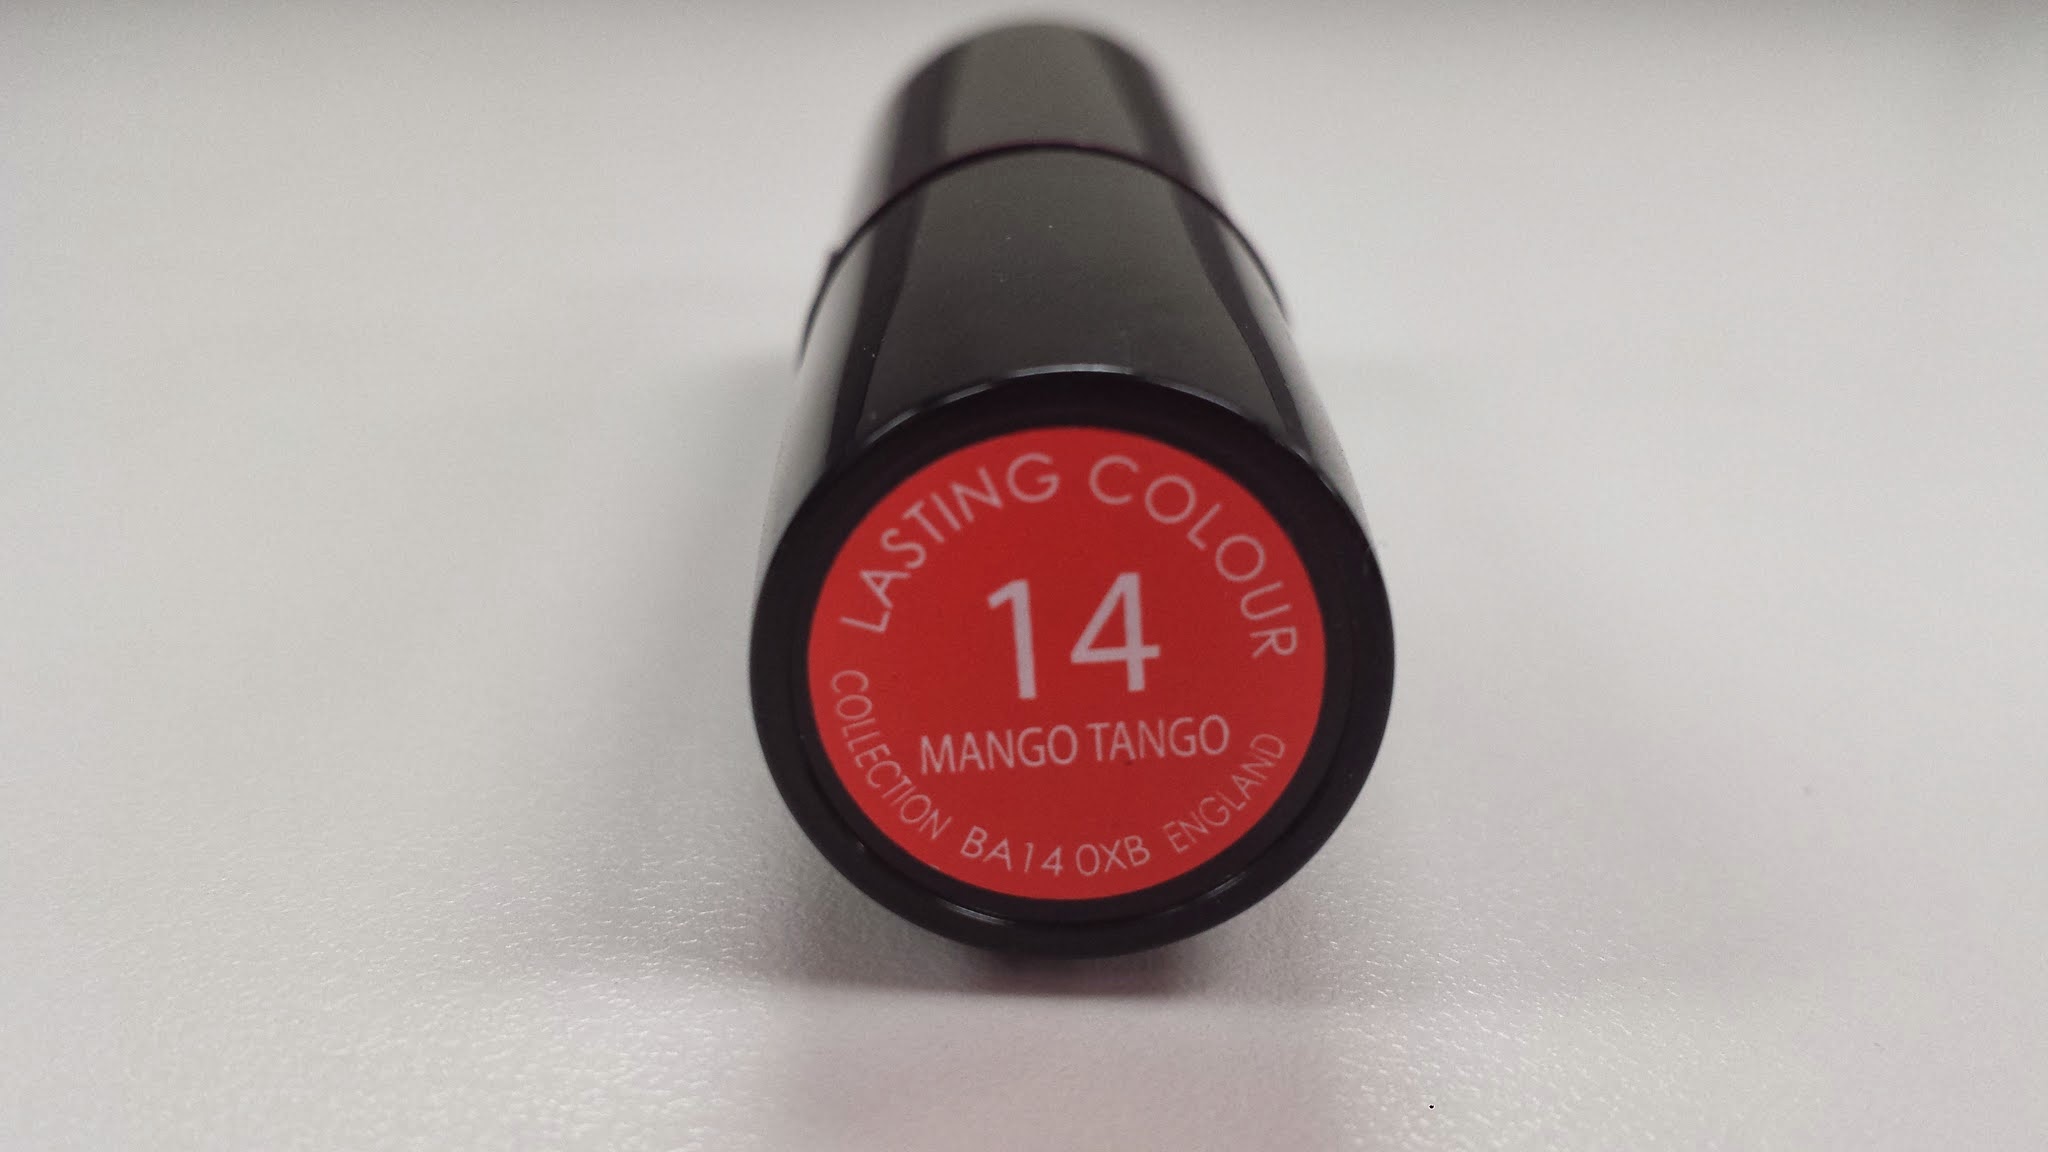 LASTING COLOUR
14
MANGO TANGO
COLLECTION BA14 0XB ENGLAND